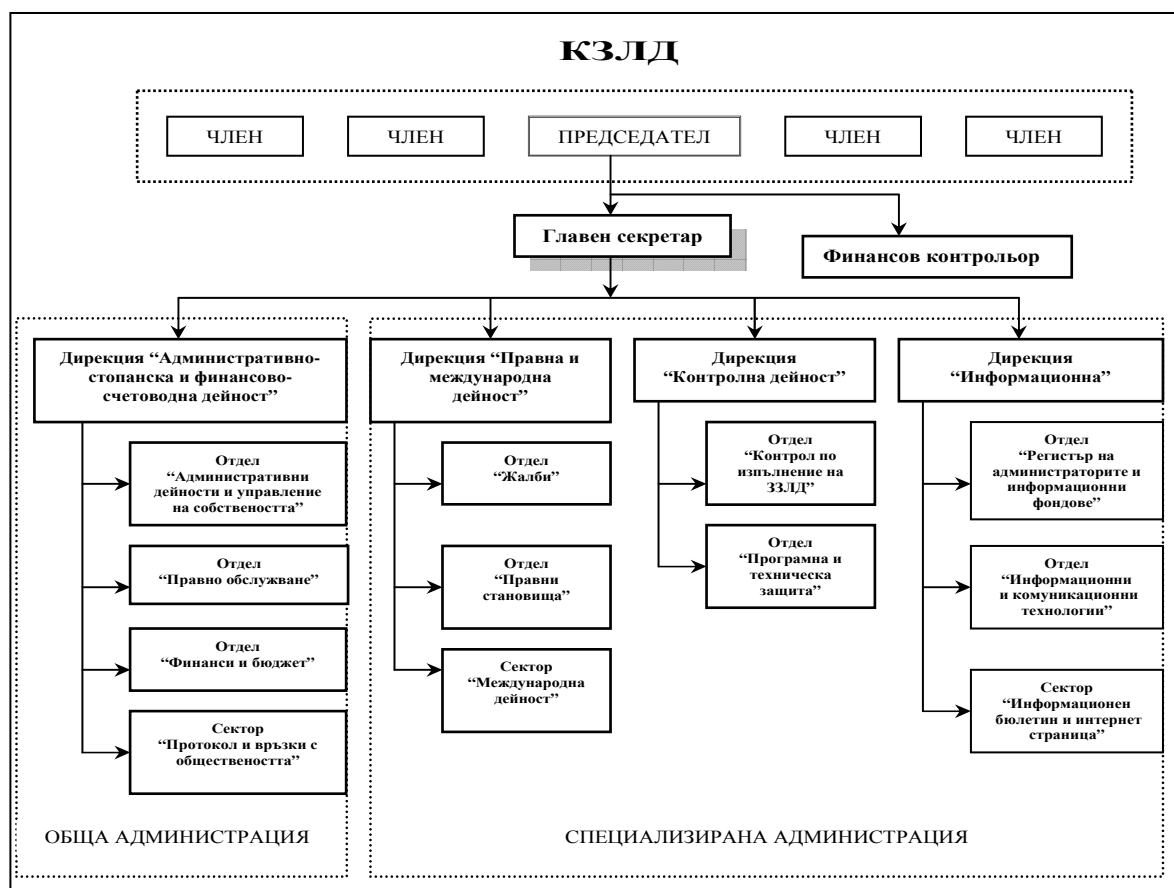 КЗЛД
ЧЛЕН
ЧЛЕН
ПРЕДСЕДАТЕЛ
ЧЛЕН
ЧЛЕН
Главен секретар
Финансов контрольор
Дирекция “Административно-
стопанска и финансово-
счетоводна дейност”
Отдел
“Административни
дейности и управление
на собствеността”
Отдел
“Правно обслужване”
Отдел
“Финанси и бюджет”
Сектор
“Протокол и връзки с
обществеността”
ОБЩА АДМИНИСТРАЦИЯ
Дирекция “Правна и
международна
дейност”
Отдел
“Жалби”
Отдел
“Правни
становища”
Сектор
“Международна
дейност”
Дирекция
“Контролна дейност”
Отдел
“Контрол по
изпълнение на
ЗЗЛД”
Отдел
“Програмна и
техническа
защита”
Дирекция
“Информационна”
Отдел
“Регистър на
администраторите и
информационни
фондове”
Отдел
“Информационни
и комуникационни
технологии”
Сектор
“Информационен
бюлетин и интернет
страница”
СПЕЦИАЛИЗИРАНА АДМИНИСТРАЦИЯ